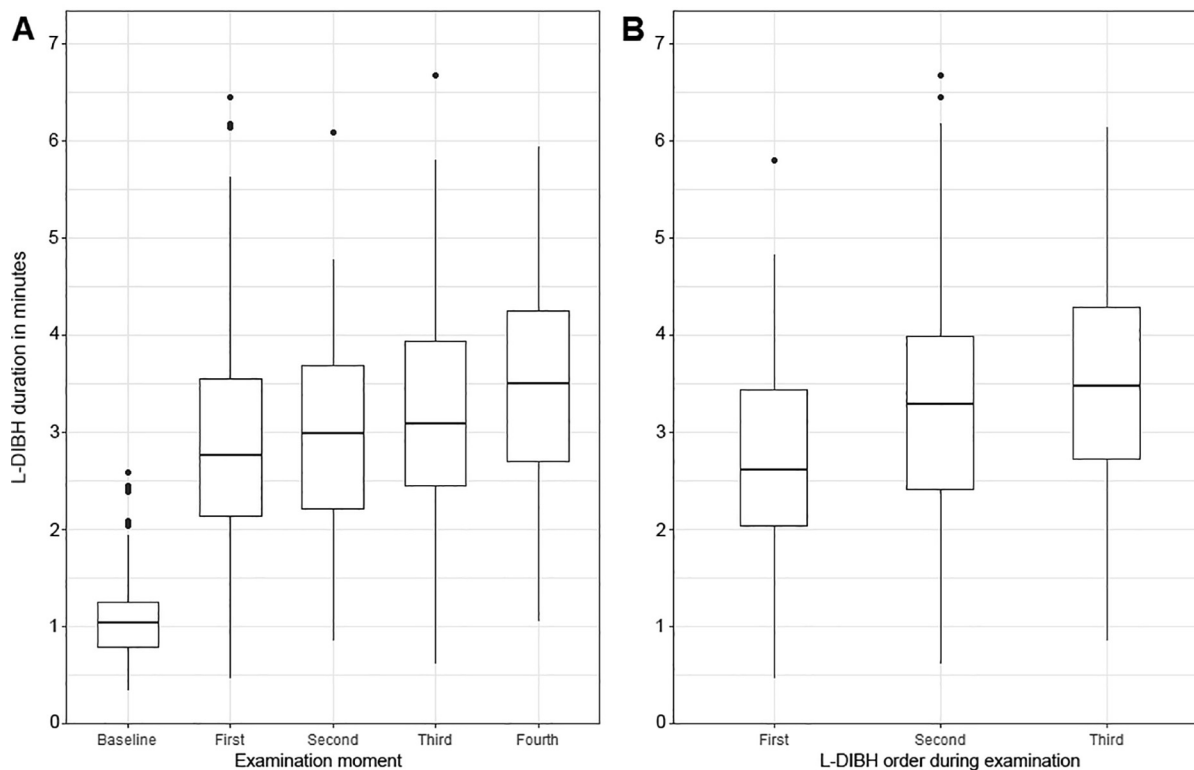 A
7
6
5
4
3
2
1
0
L-DIBH duration in minutes
Baseline First Second Third Fourth
Examination moment
B
7
6
5
4
3
2
1
0
First Second Third
L-DIBH order during examination